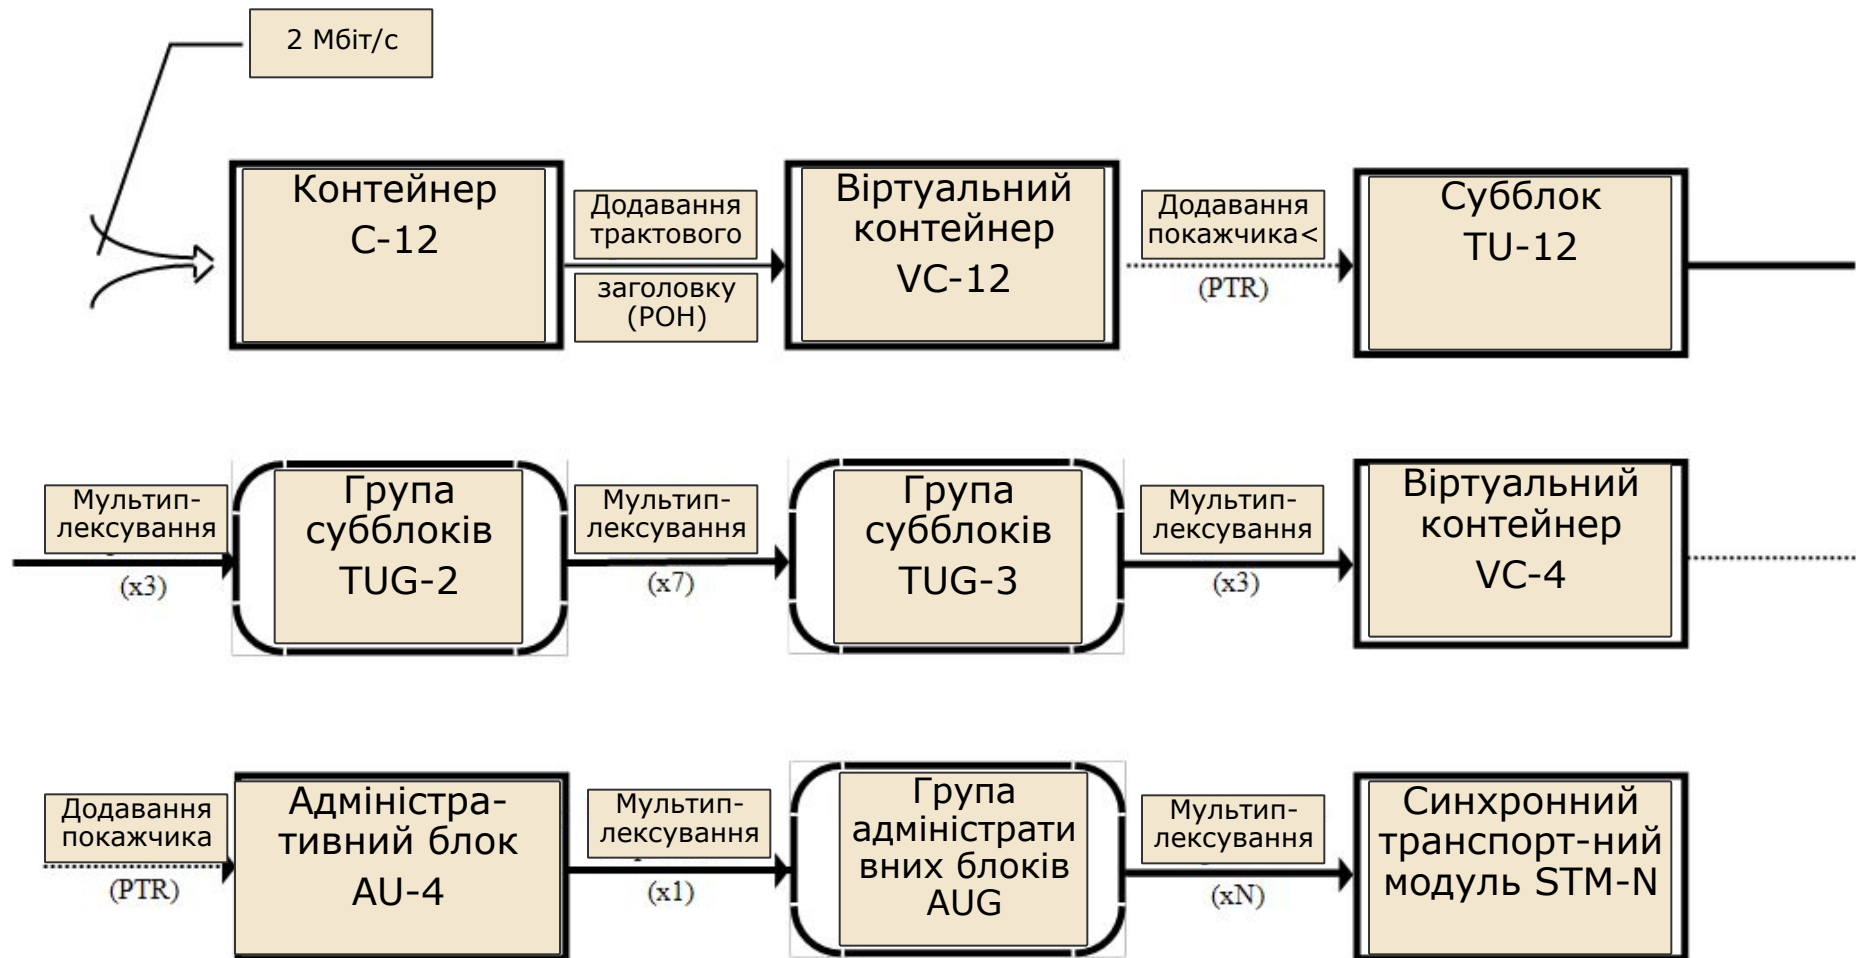 2 Мбіт/с
Контейнер
С-12
Додавання
трактового
заголовку
(РОН)
Віртуальний
контейнер
VC-12
Додавання
покажчика<
(PTR)
Субблок
TU-12
Мультип-
лексування
(x3)
Група
субблоків
TUG-2
Мультип-
лексування
(x7)
Група
субблоків
TUG-3
Мультип-
лексування
(x3)
Віртуальний
контейнер
VC-4
Додавання
покажчика
(PTR)
Адміністра-
тивний блок
AU-4
Мультип-
лексування
(x1)
Група
адміністрати
вних блоків
AUG
Мультип-
лексування
(xN)
Синхронний
транспорт-ний
модуль STM-N